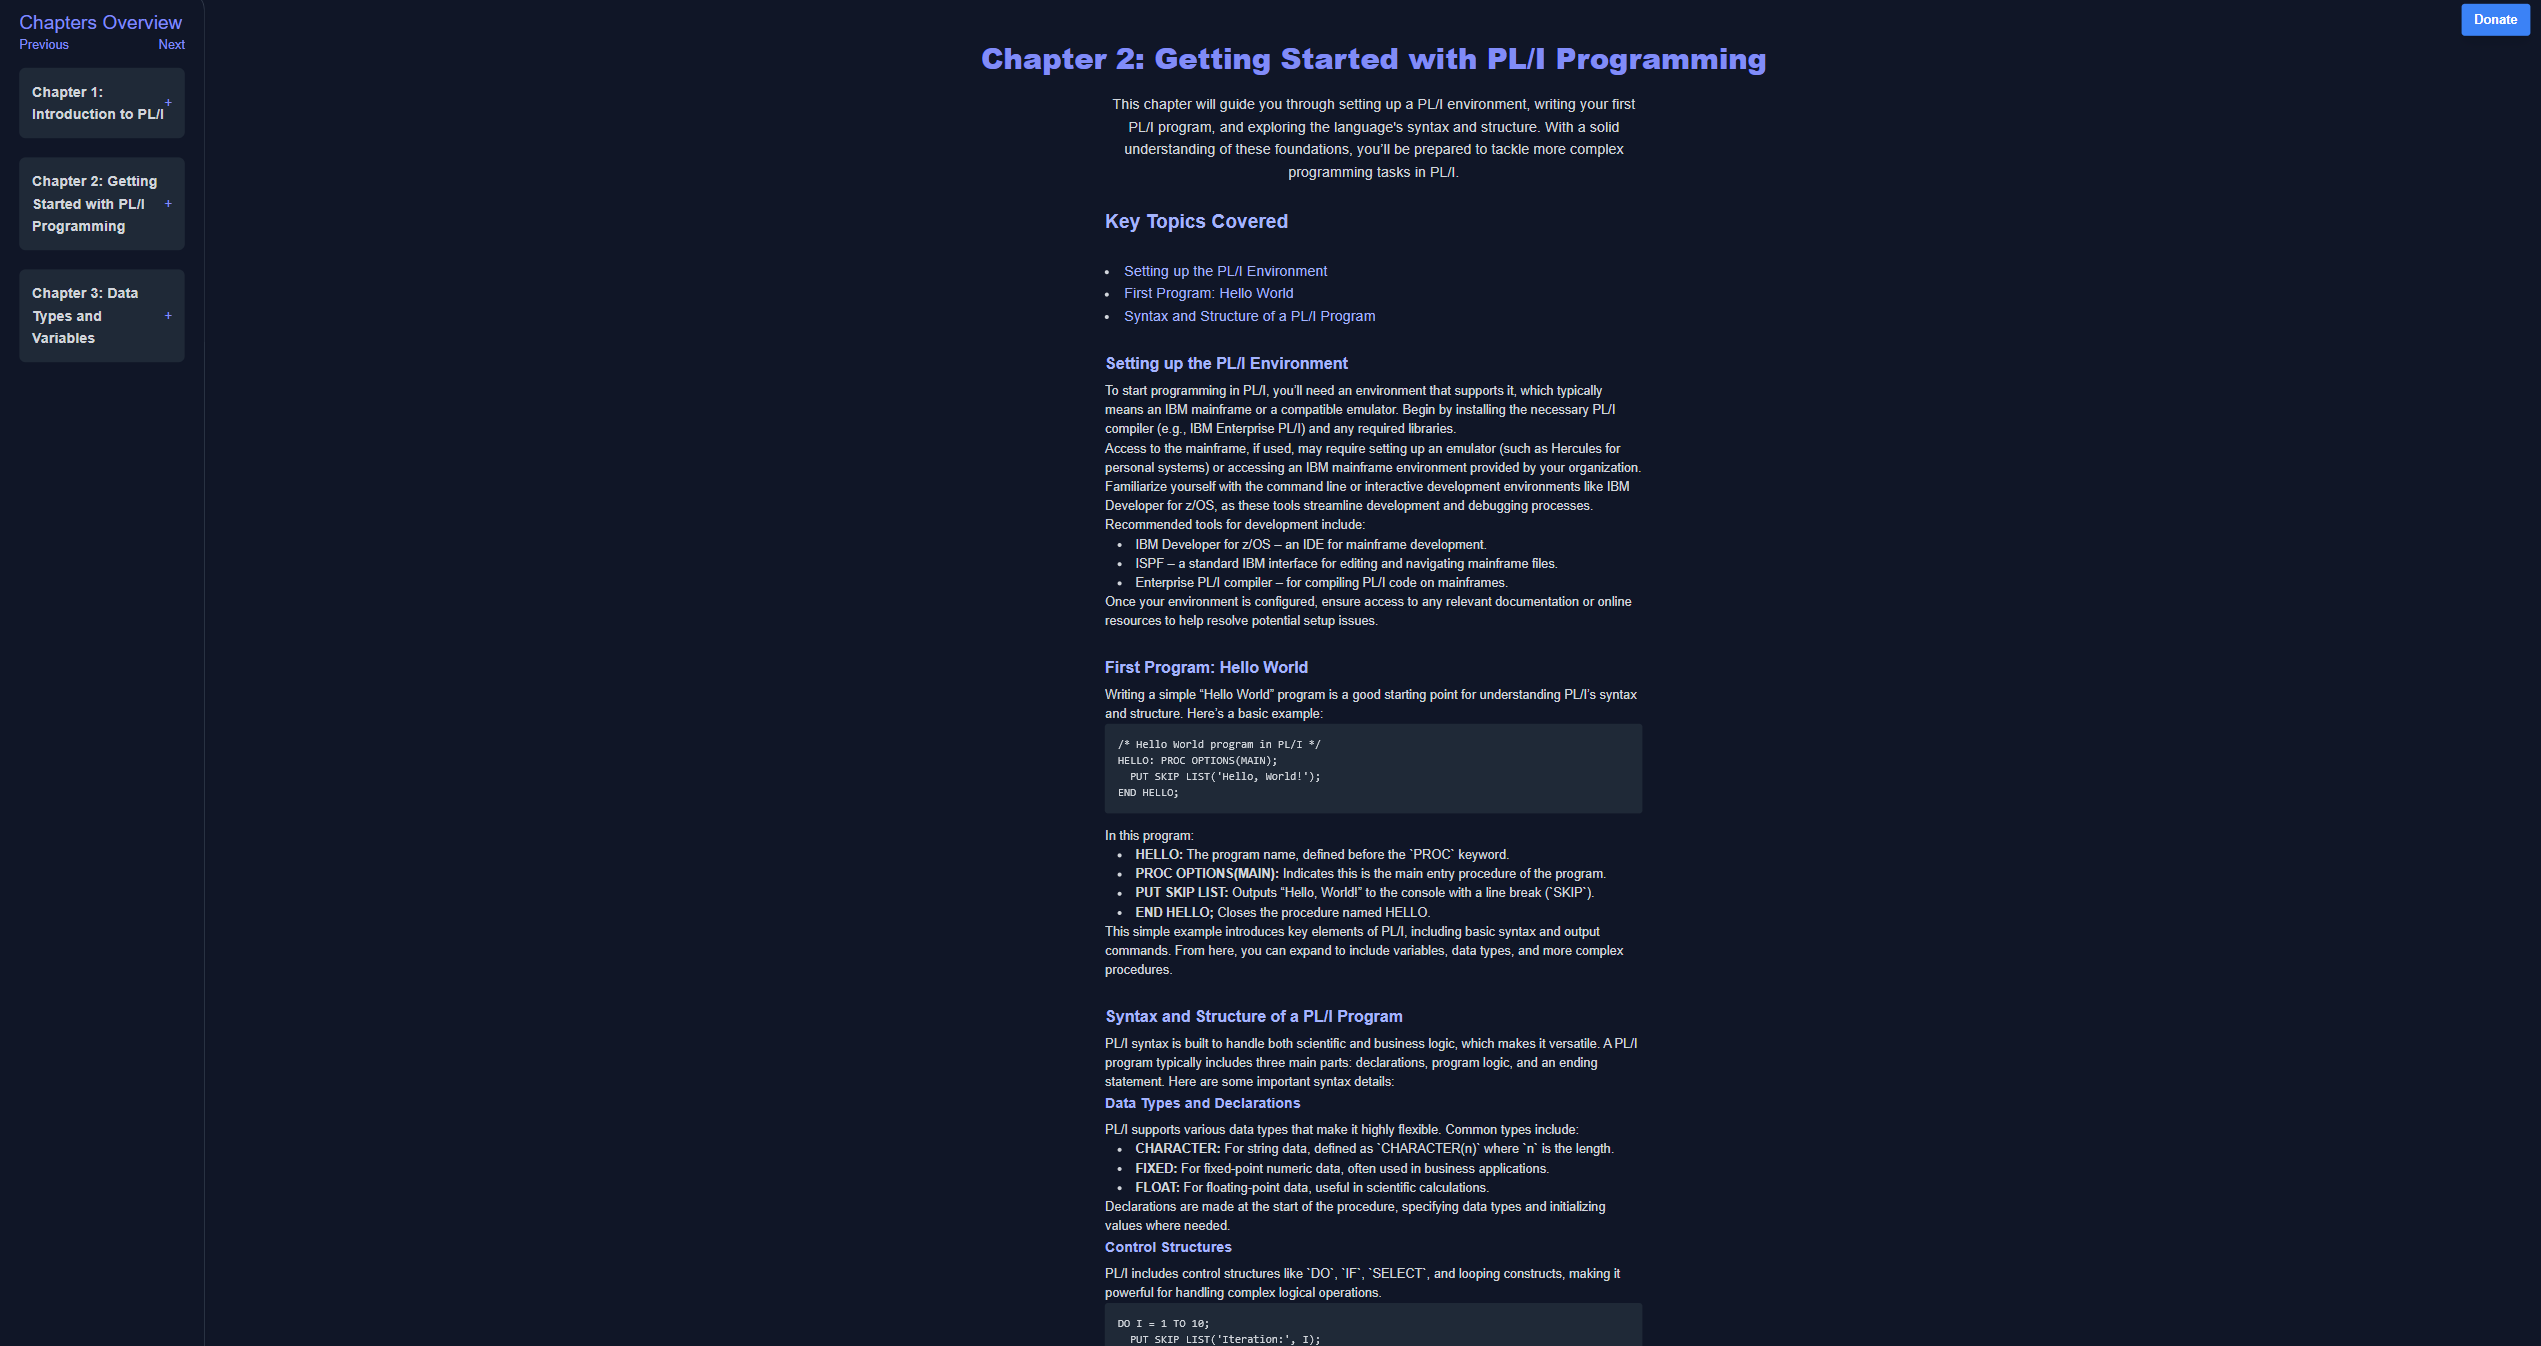 Chapters Overview
Previous
Next
Chapter 1:
Introduction to PL/I
+
Chapter 2: Getting
Started with PL/I
Programming
+
Chapter 3: Data
Types and
Variables
+
Donate
Chapter 2: Getting Started with PL/I Programming
This chapter will guide you through setting up a PL/I environment, writing your first
PL/I program, and exploring the language's syntax and structure. With a solid
understanding of these foundations, you’ll be prepared to tackle more complex
programming tasks in PL/I.
Key Topics Covered
• Setting up the PL/I Environment
• First Program: Hello World
• Syntax and Structure of a PL/I Program
Setting up the PL/I Environment
To start programming in PL/I, you’ll need an environment that supports it, which typically
means an IBM mainframe or a compatible emulator. Begin by installing the necessary PL/I
compiler (e.g., IBM Enterprise PL/I) and any required libraries.
Access to the mainframe, if used, may require setting up an emulator (such as Hercules for
personal systems) or accessing an IBM mainframe environment provided by your organization.
Familiarize yourself with the command line or interactive development environments like IBM
Developer for z/OS, as these tools streamline development and debugging processes.
Recommended tools for development include:
• IBM Developer for z/OS – an IDE for mainframe development.
• ISPF – a standard IBM interface for editing and navigating mainframe files.
• Enterprise PL/I compiler – for compiling PL/I code on mainframes.
Once your environment is configured, ensure access to any relevant documentation or online
resources to help resolve potential setup issues.
First Program: Hello World
Writing a simple “Hello World” program is a good starting point for understanding PL/I’s syntax
and structure. Here’s a basic example:
/* Hello World program in PL/I */
HELLO: PROC OPTIONS(MAIN);
  PUT SKIP LIST('Hello, World!');
END HELLO;
In this program:
• HELLO: The program name, defined before the `PROC` keyword.
• PROC OPTIONS(MAIN): Indicates this is the main entry procedure of the program.
• PUT SKIP LIST: Outputs “Hello, World!” to the console with a line break (`SKIP`).
• END HELLO; Closes the procedure named HELLO.
This simple example introduces key elements of PL/I, including basic syntax and output
commands. From here, you can expand to include variables, data types, and more complex
procedures.
Syntax and Structure of a PL/I Program
PL/I syntax is built to handle both scientific and business logic, which makes it versatile. A PL/I
program typically includes three main parts: declarations, program logic, and an ending
statement. Here are some important syntax details:
Data Types and Declarations
PL/I supports various data types that make it highly flexible. Common types include:
• CHARACTER: For string data, defined as `CHARACTER(n)` where `n` is the length.
• FIXED: For fixed-point numeric data, often used in business applications.
• FLOAT: For floating-point data, useful in scientific calculations.
Declarations are made at the start of the procedure, specifying data types and initializing
values where needed.
Control Structures
PL/I includes control structures like `DO`, `IF`, `SELECT`, and looping constructs, making it
powerful for handling complex logical operations.
DO I = 1 TO 10;
  PUT SKIP LIST('Iteration:', I);